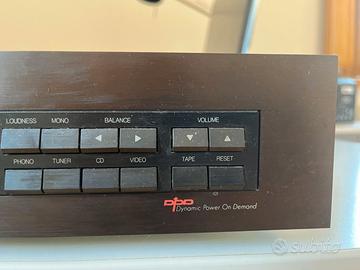 LOUDNESS MONO BALANCE VOLUME
PHONO TUNER CD VIDEO TAPE RESET
DPD Dynamic Power On Demand
subito